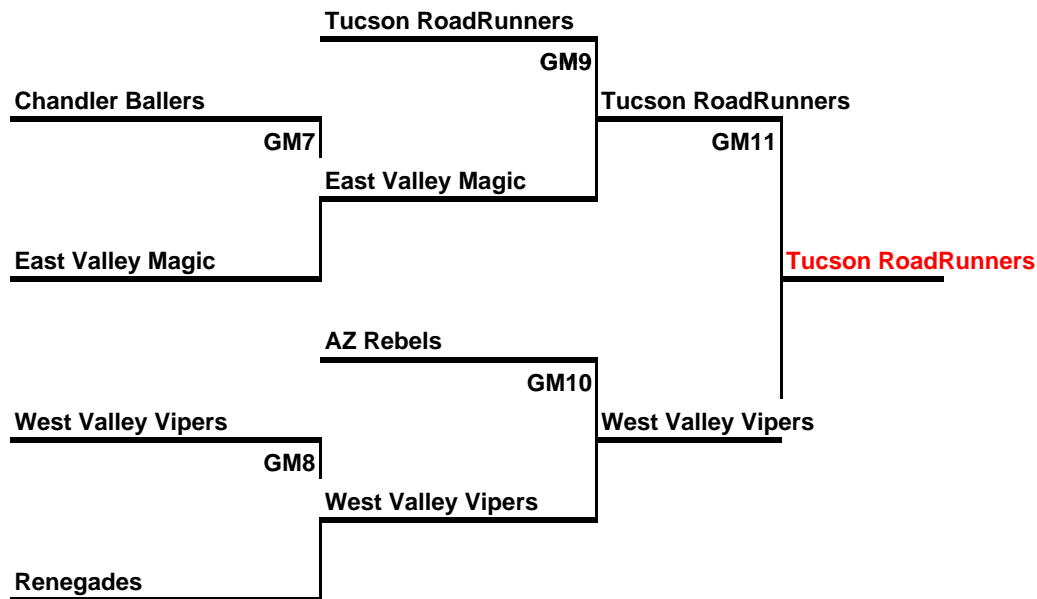 Tucson RoadRunners
GM9
Chandler Ballers
Tucson RoadRunners
GM7
GM11
East Valley Magic
East Valley Magic
Tucson RoadRunners
AZ Rebels
GM10
West Valley Vipers
West Valley Vipers
GM8
West Valley Vipers
Renegades